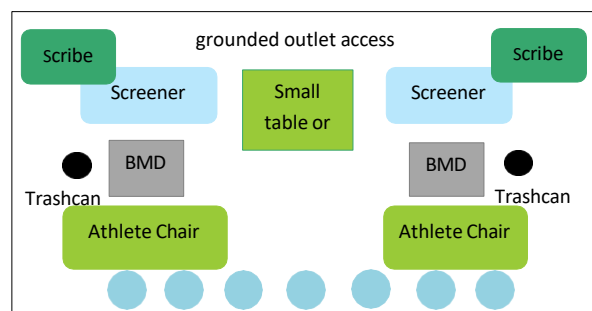 grounded outlet access
Scribe
Scribe
Screener
Small
table or
Screener
BMD
BMD
Trashcan
Trashcan
Athlete Chair
Athlete Chair